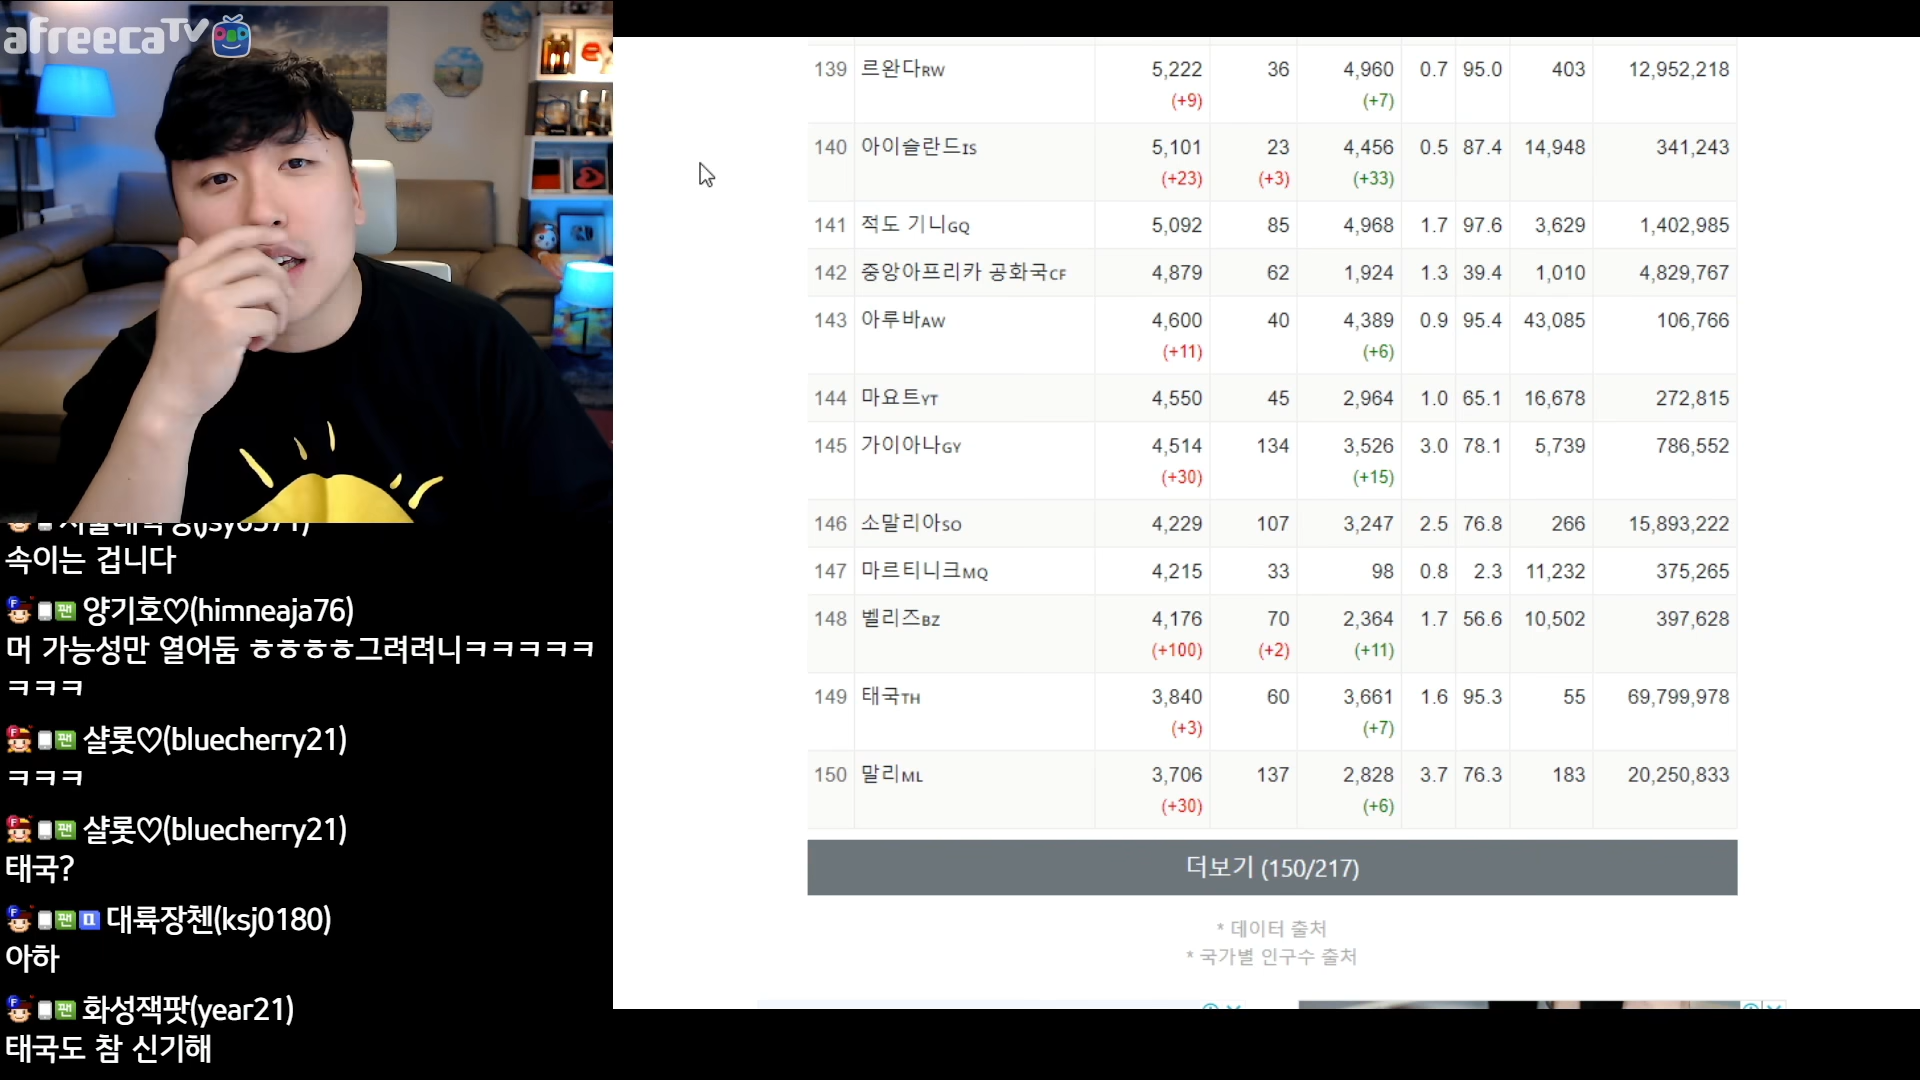 afreecaTV
속이는 겁니다
양기호♡(himneaja76)
머 가능성만 열어둠 ㅎㅎㅎㅎ그려려니ㅋㅋㅋㅋㅋ
ㅋㅋㅋ
샬롯♡(bluecherry21)
ㅋㅋㅋ
샬롯♡(bluecherry21)
태국?
대륙장첸(ksj0180)
아하
화성잭팟(year21)
태국도 참 신기해
139 르완다RW 5,222 36 4,960 0.7 95.0 403 12,952,218
(+9) (+7)
140 아이슬란드IS 5,101 23 4,456 0.5 87.4 14,948 341,243
(+23) (+3) (+33)
141 적도 기니GQ 5,092 85 4,968 1.7 97.6 3,629 1,402,985
142 중앙아프리카 공화국CF 4,879 62 1,924 1.3 39.4 1,010 4,829,767
143 아루바AW 4,600 40 4,389 0.9 95.4 43,085 106,766
(+11) (+6)
144 마요트YT 4,550 45 2,964 1.0 65.1 16,678 272,815
145 가이아나GY 4,514 134 3,526 3.0 78.1 5,739 786,552
(+30) (+15)
146 소말리아SO 4,229 107 3,247 2.5 76.8 266 15,893,222
147 마르티니크MQ 4,215 33 98 0.8 2.3 11,232 375,265
148 벨리즈BZ 4,176 70 2,364 1.7 56.6 10,502 397,628
(+100) (+2) (+11)
149 태국TH 3,840 60 3,661 1.6 95.3 55 69,799,978
(+3) (+7)
150 말리ML 3,706 137 2,828 3.7 76.3 183 20,250,833
(+30) (+6)
더보기 (150/217)
* 데이터 출처
* 국가별 인구수 출처